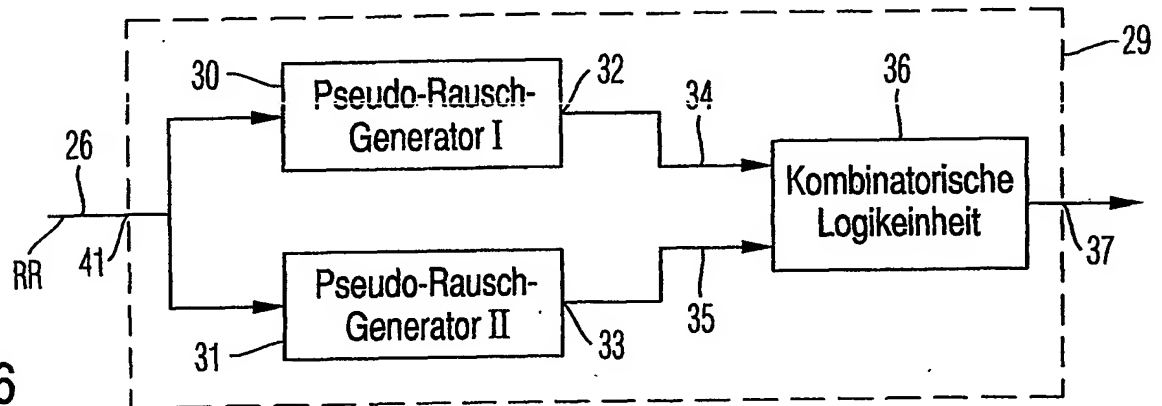 29
30
Pseudo-Rausch-
Generator I
32
34
36
Kombinatorische
Logikeinheit
26
RR
41
37
Pseudo-Rausch-
Generator II
31
33
35
6